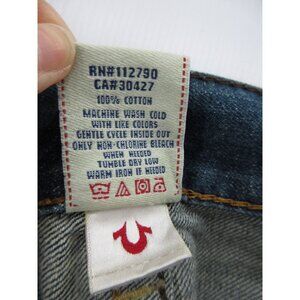 RN#112790
CA#30427
100% COTTON
MACHINE WASH COLD
WITH LIKE COLORS
GENTLE CYCLE INSIDE OUT
ONLY NON-CHLORINE BLEACH
WHEN NEEDED
TUMBLE DRY LOW
WARM IRON IF NEEDED